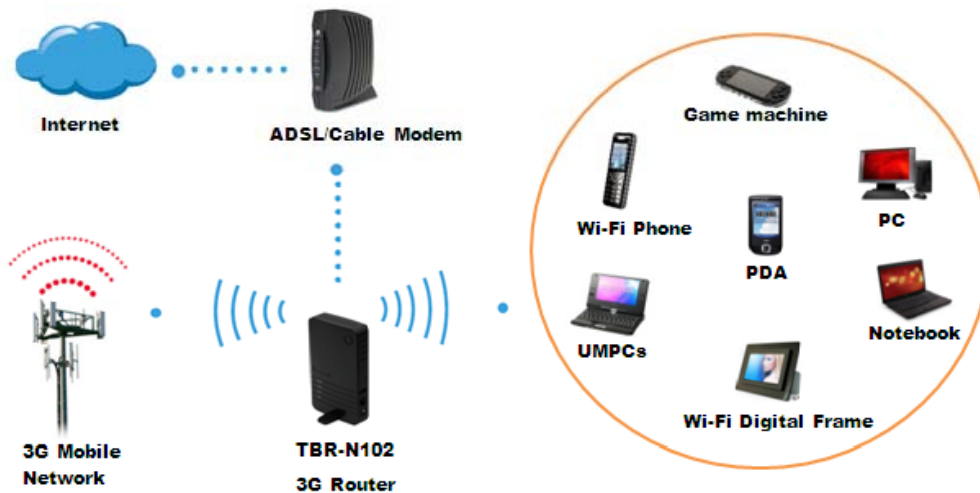 Internet
ADSL/Cable Modem
Game machine
Wi-Fi Phone
PDA
PC
UMPCs
Notebook
Wi-Fi Digital Frame
3G Mobile
Network
TBR-N102
3G Router